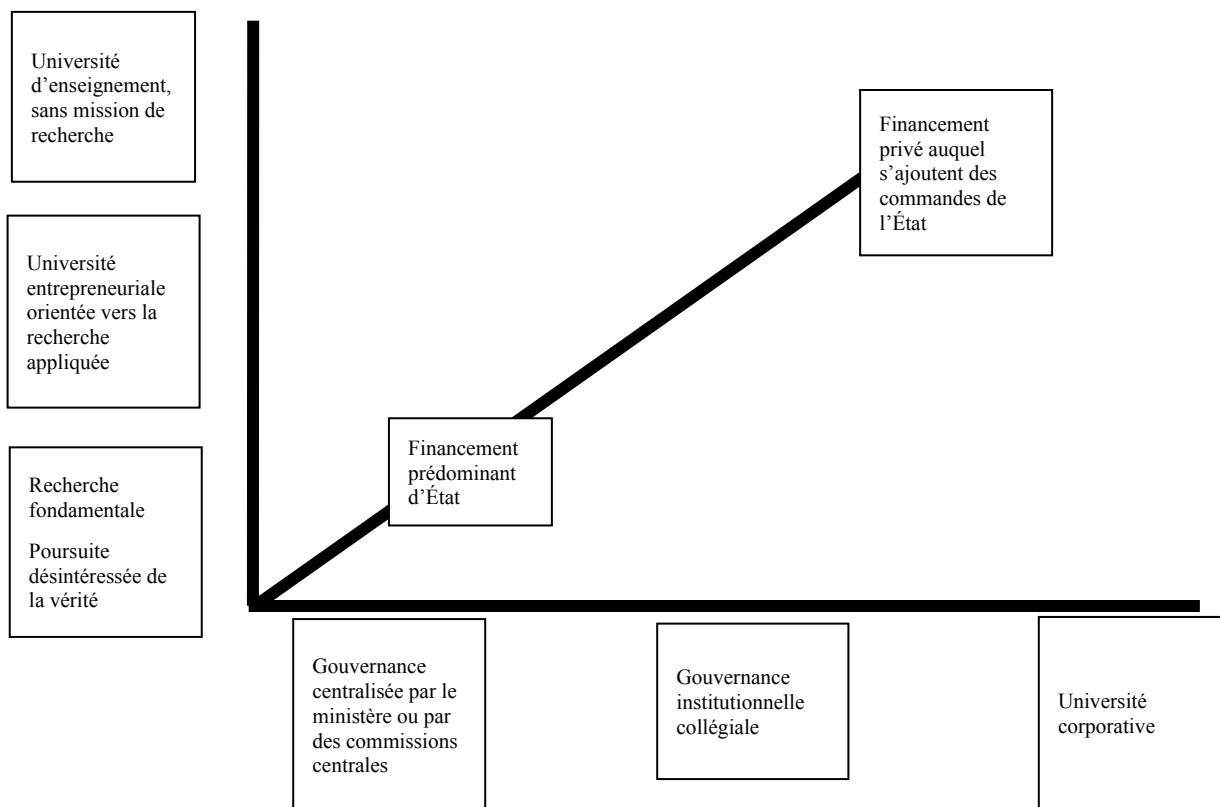 Université
d’enseignement,
sans mission de
recherche
Financement
privé auquel
s’ajoutent des
commandes de
l’État
Université
entrepreneuriale
orientée vers la
recherche
appliquée
Financement
prédominant
d’État
Recherche
fondamentale
Poursuite
désintéressée de
la vérité
Gouvernance
centralisée par le
ministère ou par
des commissions
centrales
Gouvernance
institutionnelle
collégiale
Université
corporative